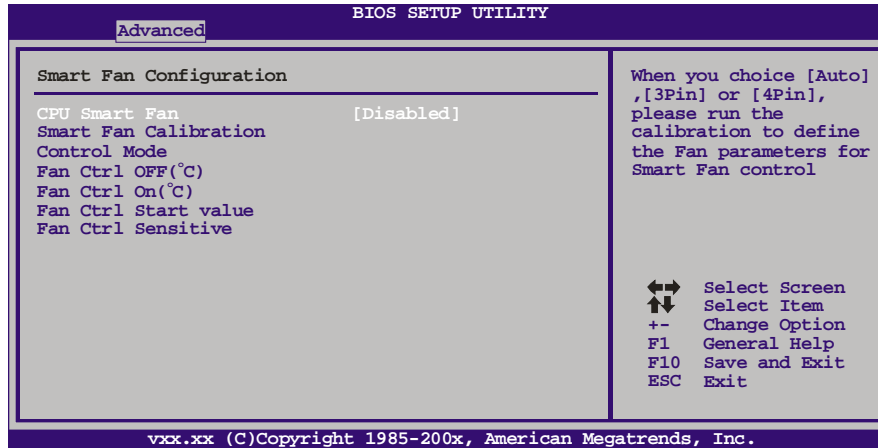 BIOS SETUP UTILITY
Advanced
Smart Fan Configuration
CPU Smart Fan [Disabled]
Smart Fan Calibration
Control Mode
Fan Ctrl OFF(°C)
Fan Ctrl On(°C)
Fan Ctrl Start value
Fan Ctrl Sensitive
When you choice [Auto]
,[3Pin] or [4Pin],
please run the
calibration to define
the Fan parameters for
Smart Fan control
Select Screen
Select Item
+- Change Option
F1 General Help
F10 Save and Exit
ESC Exit
vxx.xx (C)Copyright 1985-200x, American Megatrends, Inc.